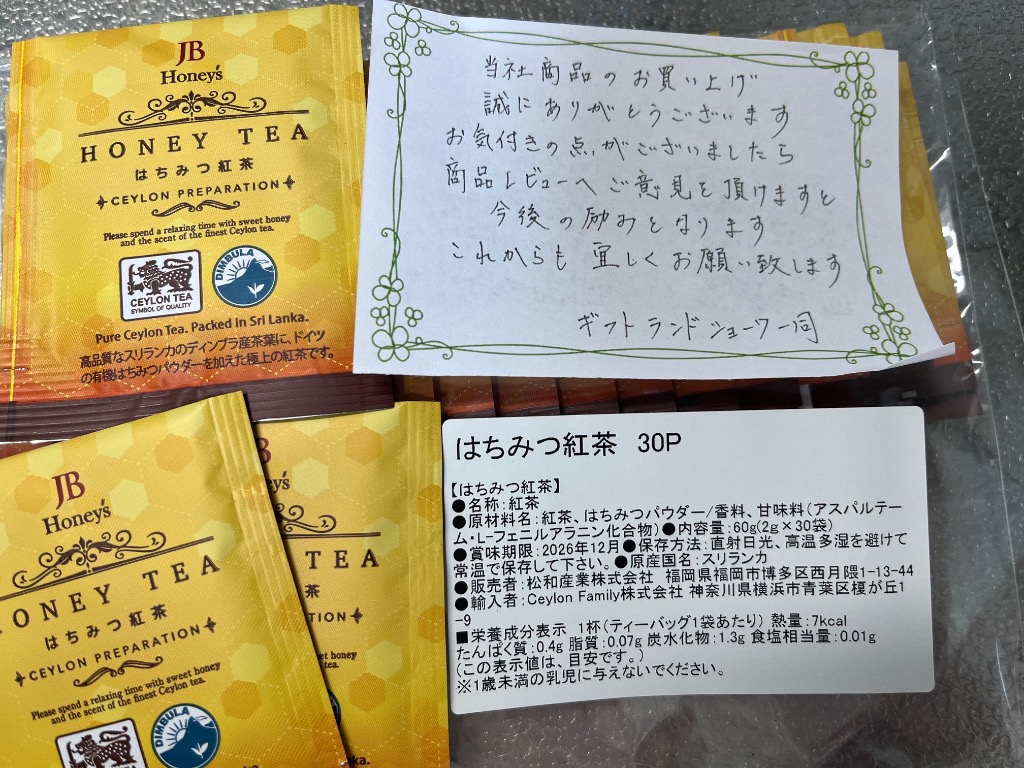 JB
Honey's
HONEY TEA
はちみつ紅茶
CEYLON PREPARATION
Please spend a relaxing time with sweet honey
and the scent of the finest Ceylon tea.
CEYLON TEA
SYMBOL OF QUALITY
DIMBULA
Pure Ceylon Tea. Packed in Sri Lanka.
高品質なスリランカのディンブラ産茶葉に、ドイツ
の有機はちみつパウダーを加えた極上の紅茶です。
当社商品のお買い上げ
誠にありがとうございます
お気付きの点がございましたら
商品レビューへご意見を頂けますと
今後の励みとなります
これからも宜しくお願い致します
ギフトランドショーワ一同
JB
Honey's
ONEY TEA
はちみつ紅茶
CEYLON PREPARATION
Please spend a relaxing time with sweet honey
and the scent of the finest Ceylon tea.
CEYLON TEA
DIMBULA
B
ey's
TEA
紅茶
PARATION
et honey
tea.
ka.
はちみつ紅茶 30P
【はちみつ紅茶】
●名称:紅茶
●原材料名:紅茶、はちみつパウダー/香料、甘味料(アスパルテー
ム・L-フェニルアラニン化合物)●内容量:60g(2g×30袋)
●賞味期限:2026年12月●保存方法:直射日光、高温多湿を避けて
常温で保存して下さい。●原産国名:スリランカ
●販売者:松和産業株式会社 福岡県福岡市博多区西月隈1-13-44
●輸入者:Ceylon Family株式会社 神奈川県横浜市青葉区榎が丘1
-9
■栄養成分表示 1杯(ティーバッグ1袋あたり) 熱量:7kcal
たんぱく質:0.4g 脂質:0.07g 炭水化物:1.3g 食塩相当量:0.01g
(この表示値は、目安です。)
※1歳未満の乳児に与えないでください。